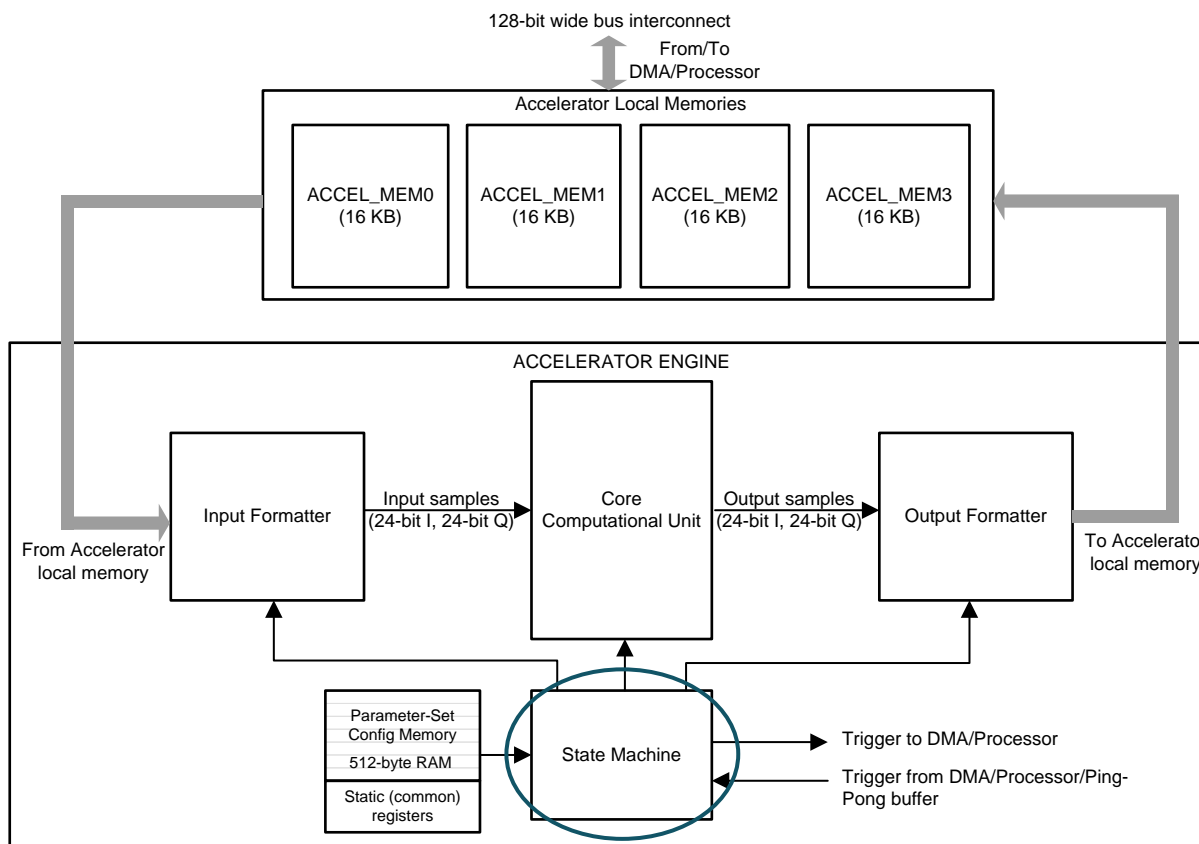 128-bit wide bus interconnect
From/To
DMA/Processor
Accelerator Local Memories
ACCEL_MEM0
(16 KB)
ACCEL_MEM1
(16 KB)
ACCEL_MEM2
(16 KB)
ACCEL_MEM3
(16 KB)
ACCELERATOR ENGINE
Input Formatter
Input samples
(24-bit I, 24-bit Q)
Core
Computational Unit
Output samples
(24-bit I, 24-bit Q)
Output Formatter
From Accelerator
local memory
To Accelerator
local memory
Parameter-Set
Config Memory
512-byte RAM
Static (common)
registers
State Machine
Trigger to DMA/Processor
Trigger from DMA/Processor/Ping-
Pong buffer